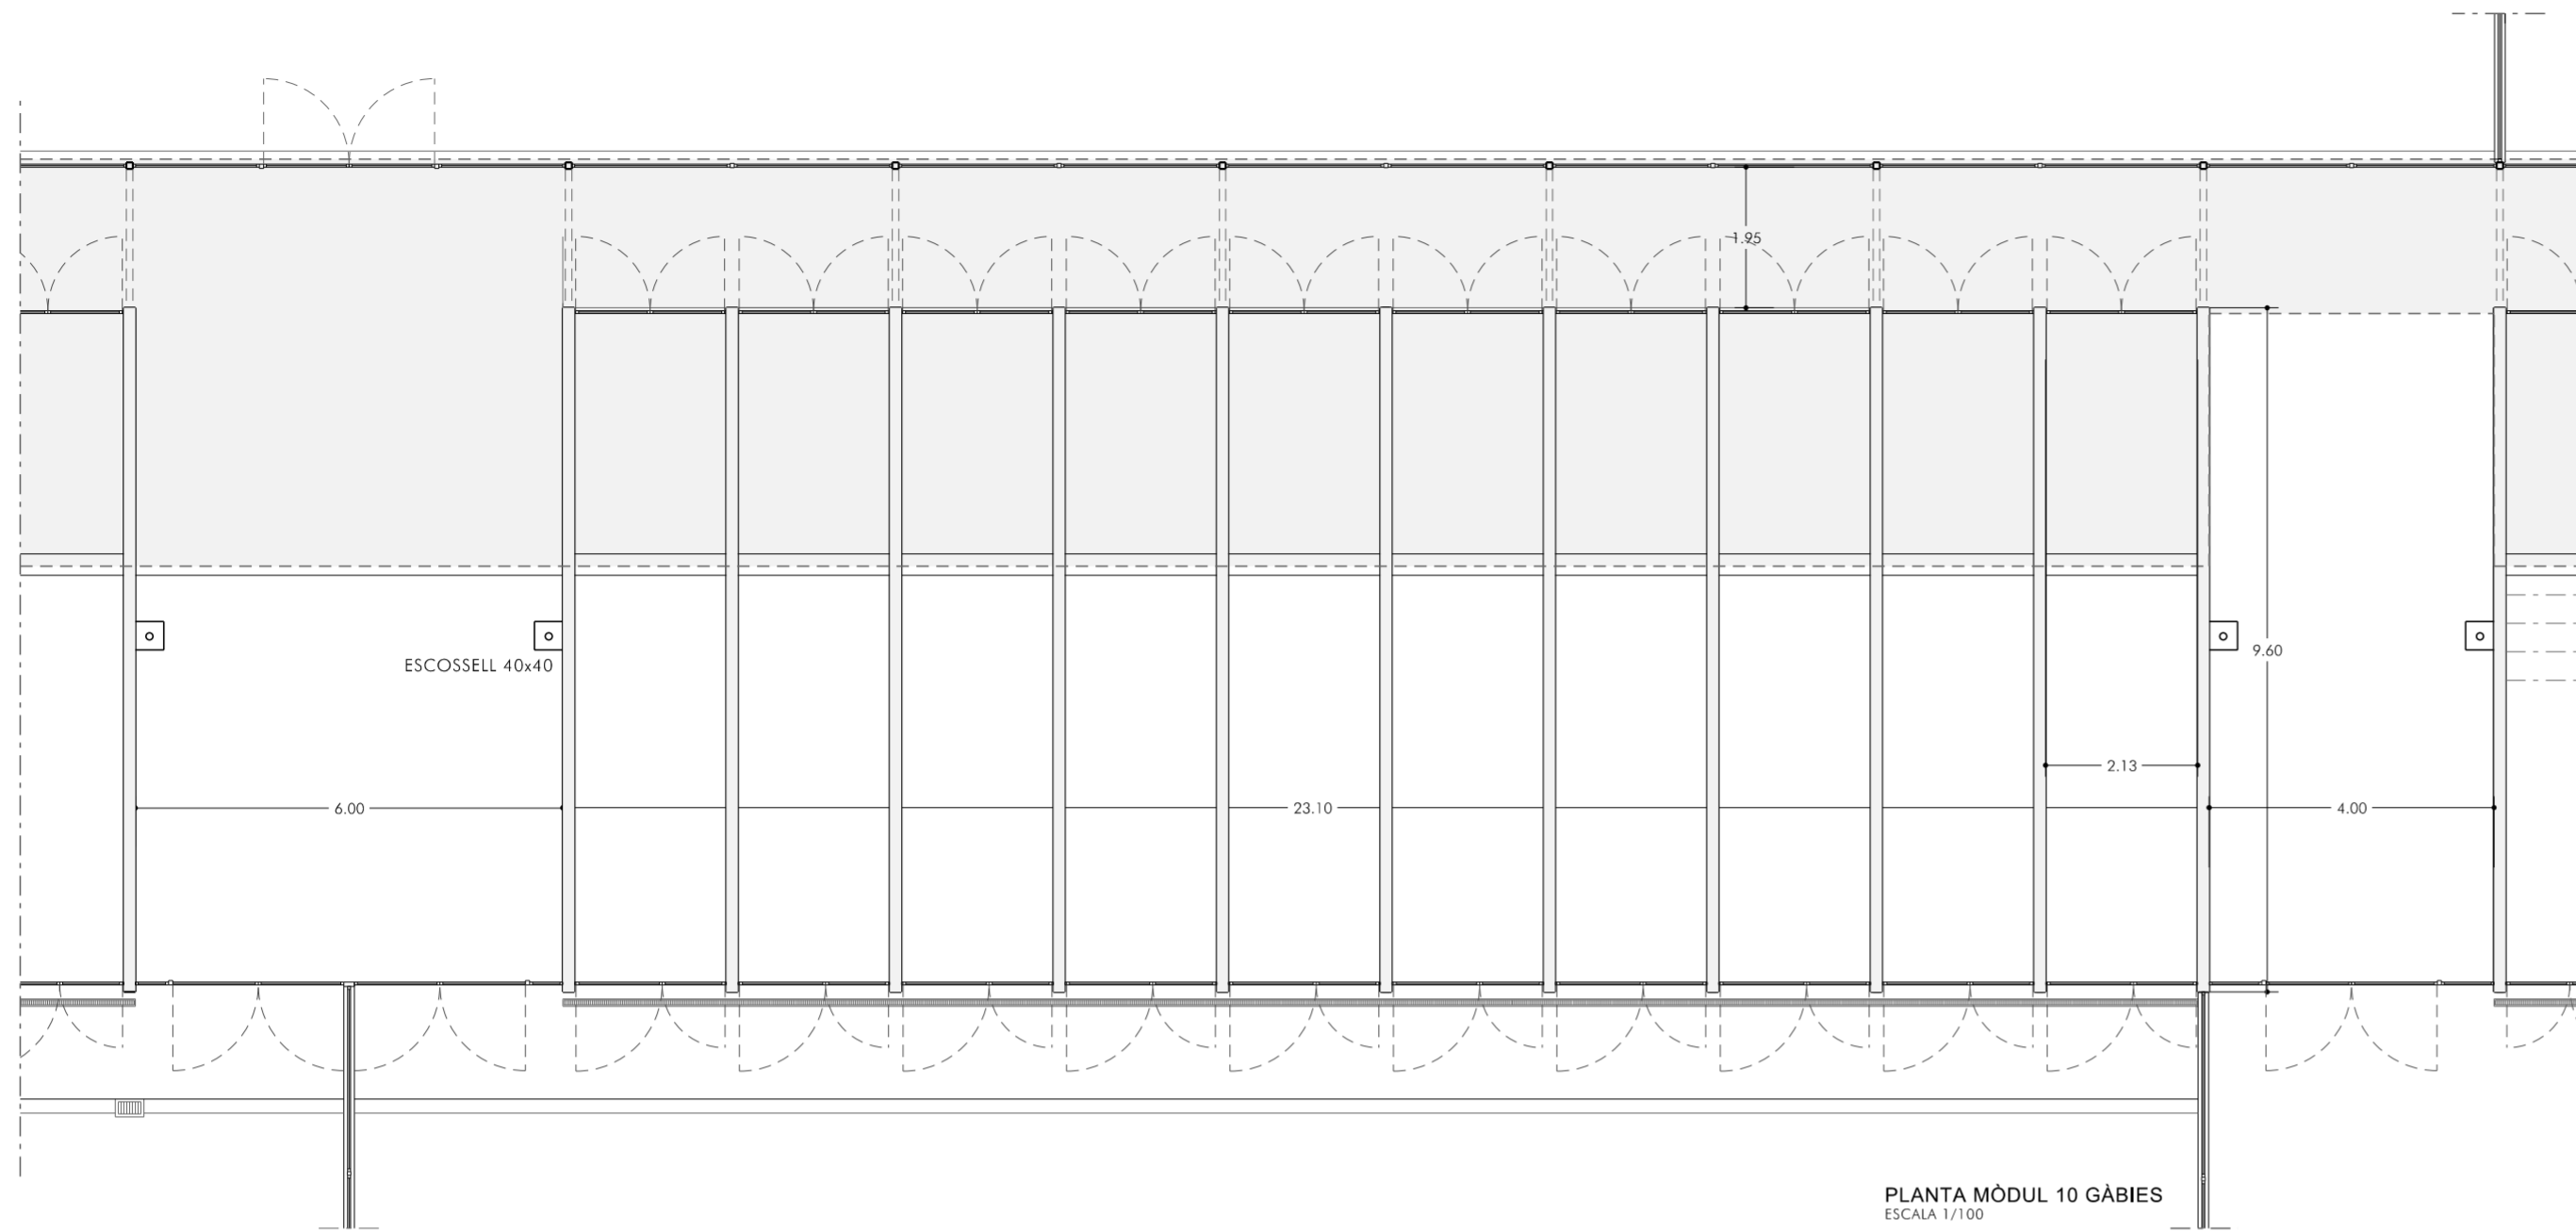 1.95
9.60
ESCOSSELL 40x40
2.13
6.00
23.10
4.00
PLANTA MÒDUL 10 GÀBIES
ESCALA 1/100